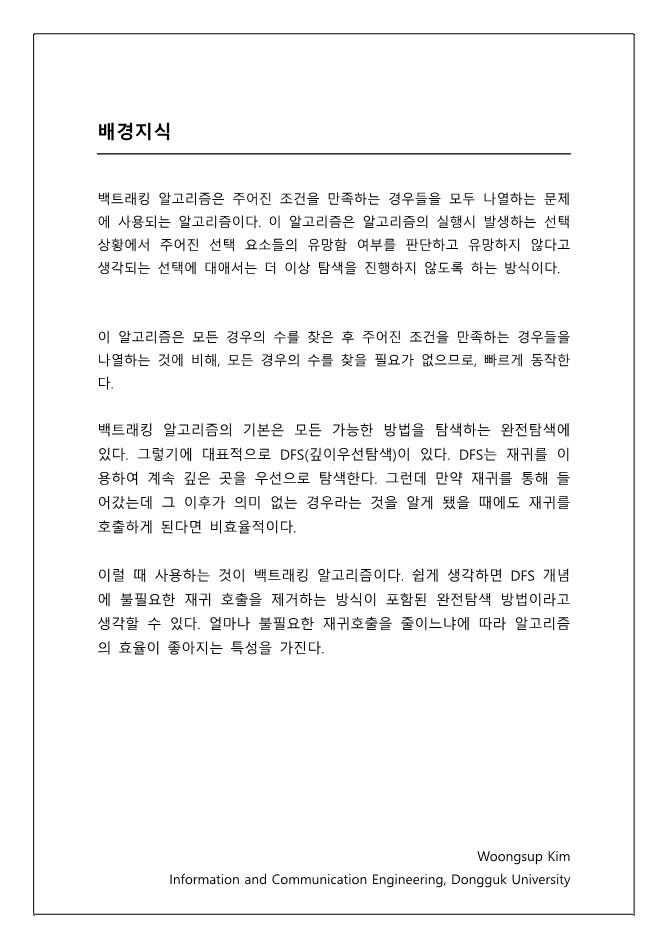 배경지식
백트래킹 알고리즘은 주어진 조건을 만족하는 경우들을 모두 나열하는 문제
에 사용되는 알고리즘이다. 이 알고리즘은 알고리즘의 실행시 발생하는 선택
상황에서 주어진 선택 요소들의 유망함 여부를 판단하고 유망하지 않다고
생각되는 선택에 대애서는 더 이상 탐색을 진행하지 않도록 하는 방식이다.
이 알고리즘은 모든 경우의 수를 찾은 후 주어진 조건을 만족하는 경우들을
나열하는 것에 비해, 모든 경우의 수를 찾을 필요가 없으므로, 빠르게 동작한
다.
백트래킹 알고리즘의 기본은 모든 가능한 방법을 탐색하는 완전탐색에
있다. 그렇기에 대표적으로 DFS(깊이우선탐색)이 있다. DFS는 재귀를 이
용하여 계속 깊은 곳을 우선으로 탐색한다. 그런데 만약 재귀를 통해 들
어갔는데 그 이후가 의미 없는 경우라는 것을 알게 됐을 때에도 재귀를
호출하게 된다면 비효율적이다.
이럴 때 사용하는 것이 백트래킹 알고리즘이다. 쉽게 생각하면 DFS 개념
에 불필요한 재귀 호출을 제거하는 방식이 포함된 완전탐색 방법이라고
생각할 수 있다. 얼마나 불필요한 재귀호출을 줄이느냐에 따라 알고리즘
의 효율이 좋아지는 특성을 가진다.
Woongsup Kim
Information and Communication Engineering, Dongguk University